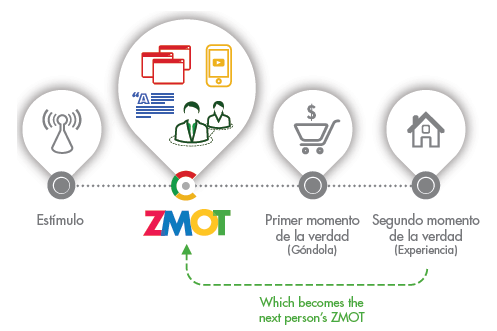 $
"A
Estímulo
ZMOT
Primer momento
de la verdad
(Góndola)
Segundo momento
de la verdad
(Experiencia)
Which becomes the
next person's ZMOT